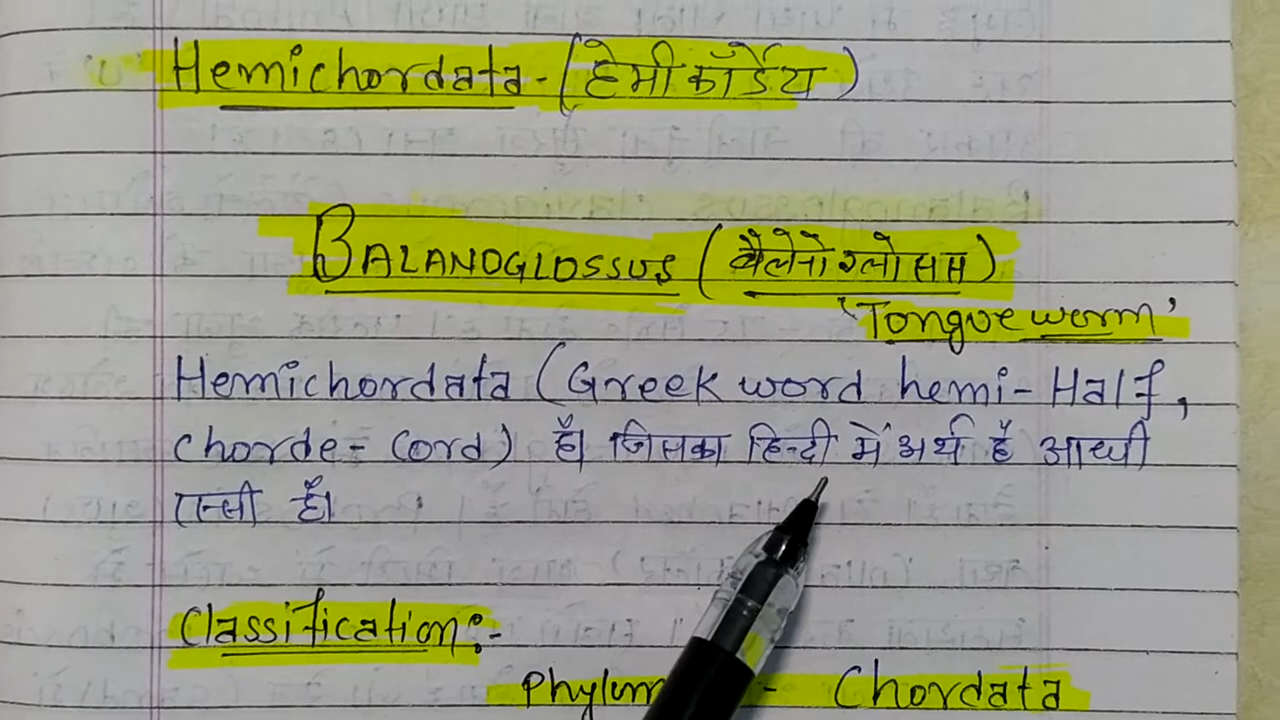 Hemichordata - (हेमीकॉर्डेटा)
BALANOGLOSSUS (बैलेनोग्लोसस)
'Tongue worm'
Hemichordata (Greek word hemi - Half,
chorde - Cord) है। जिसका हिन्दी में अर्थ है आधी
रस्सी है।
Classification :-
Phylum - Chordata